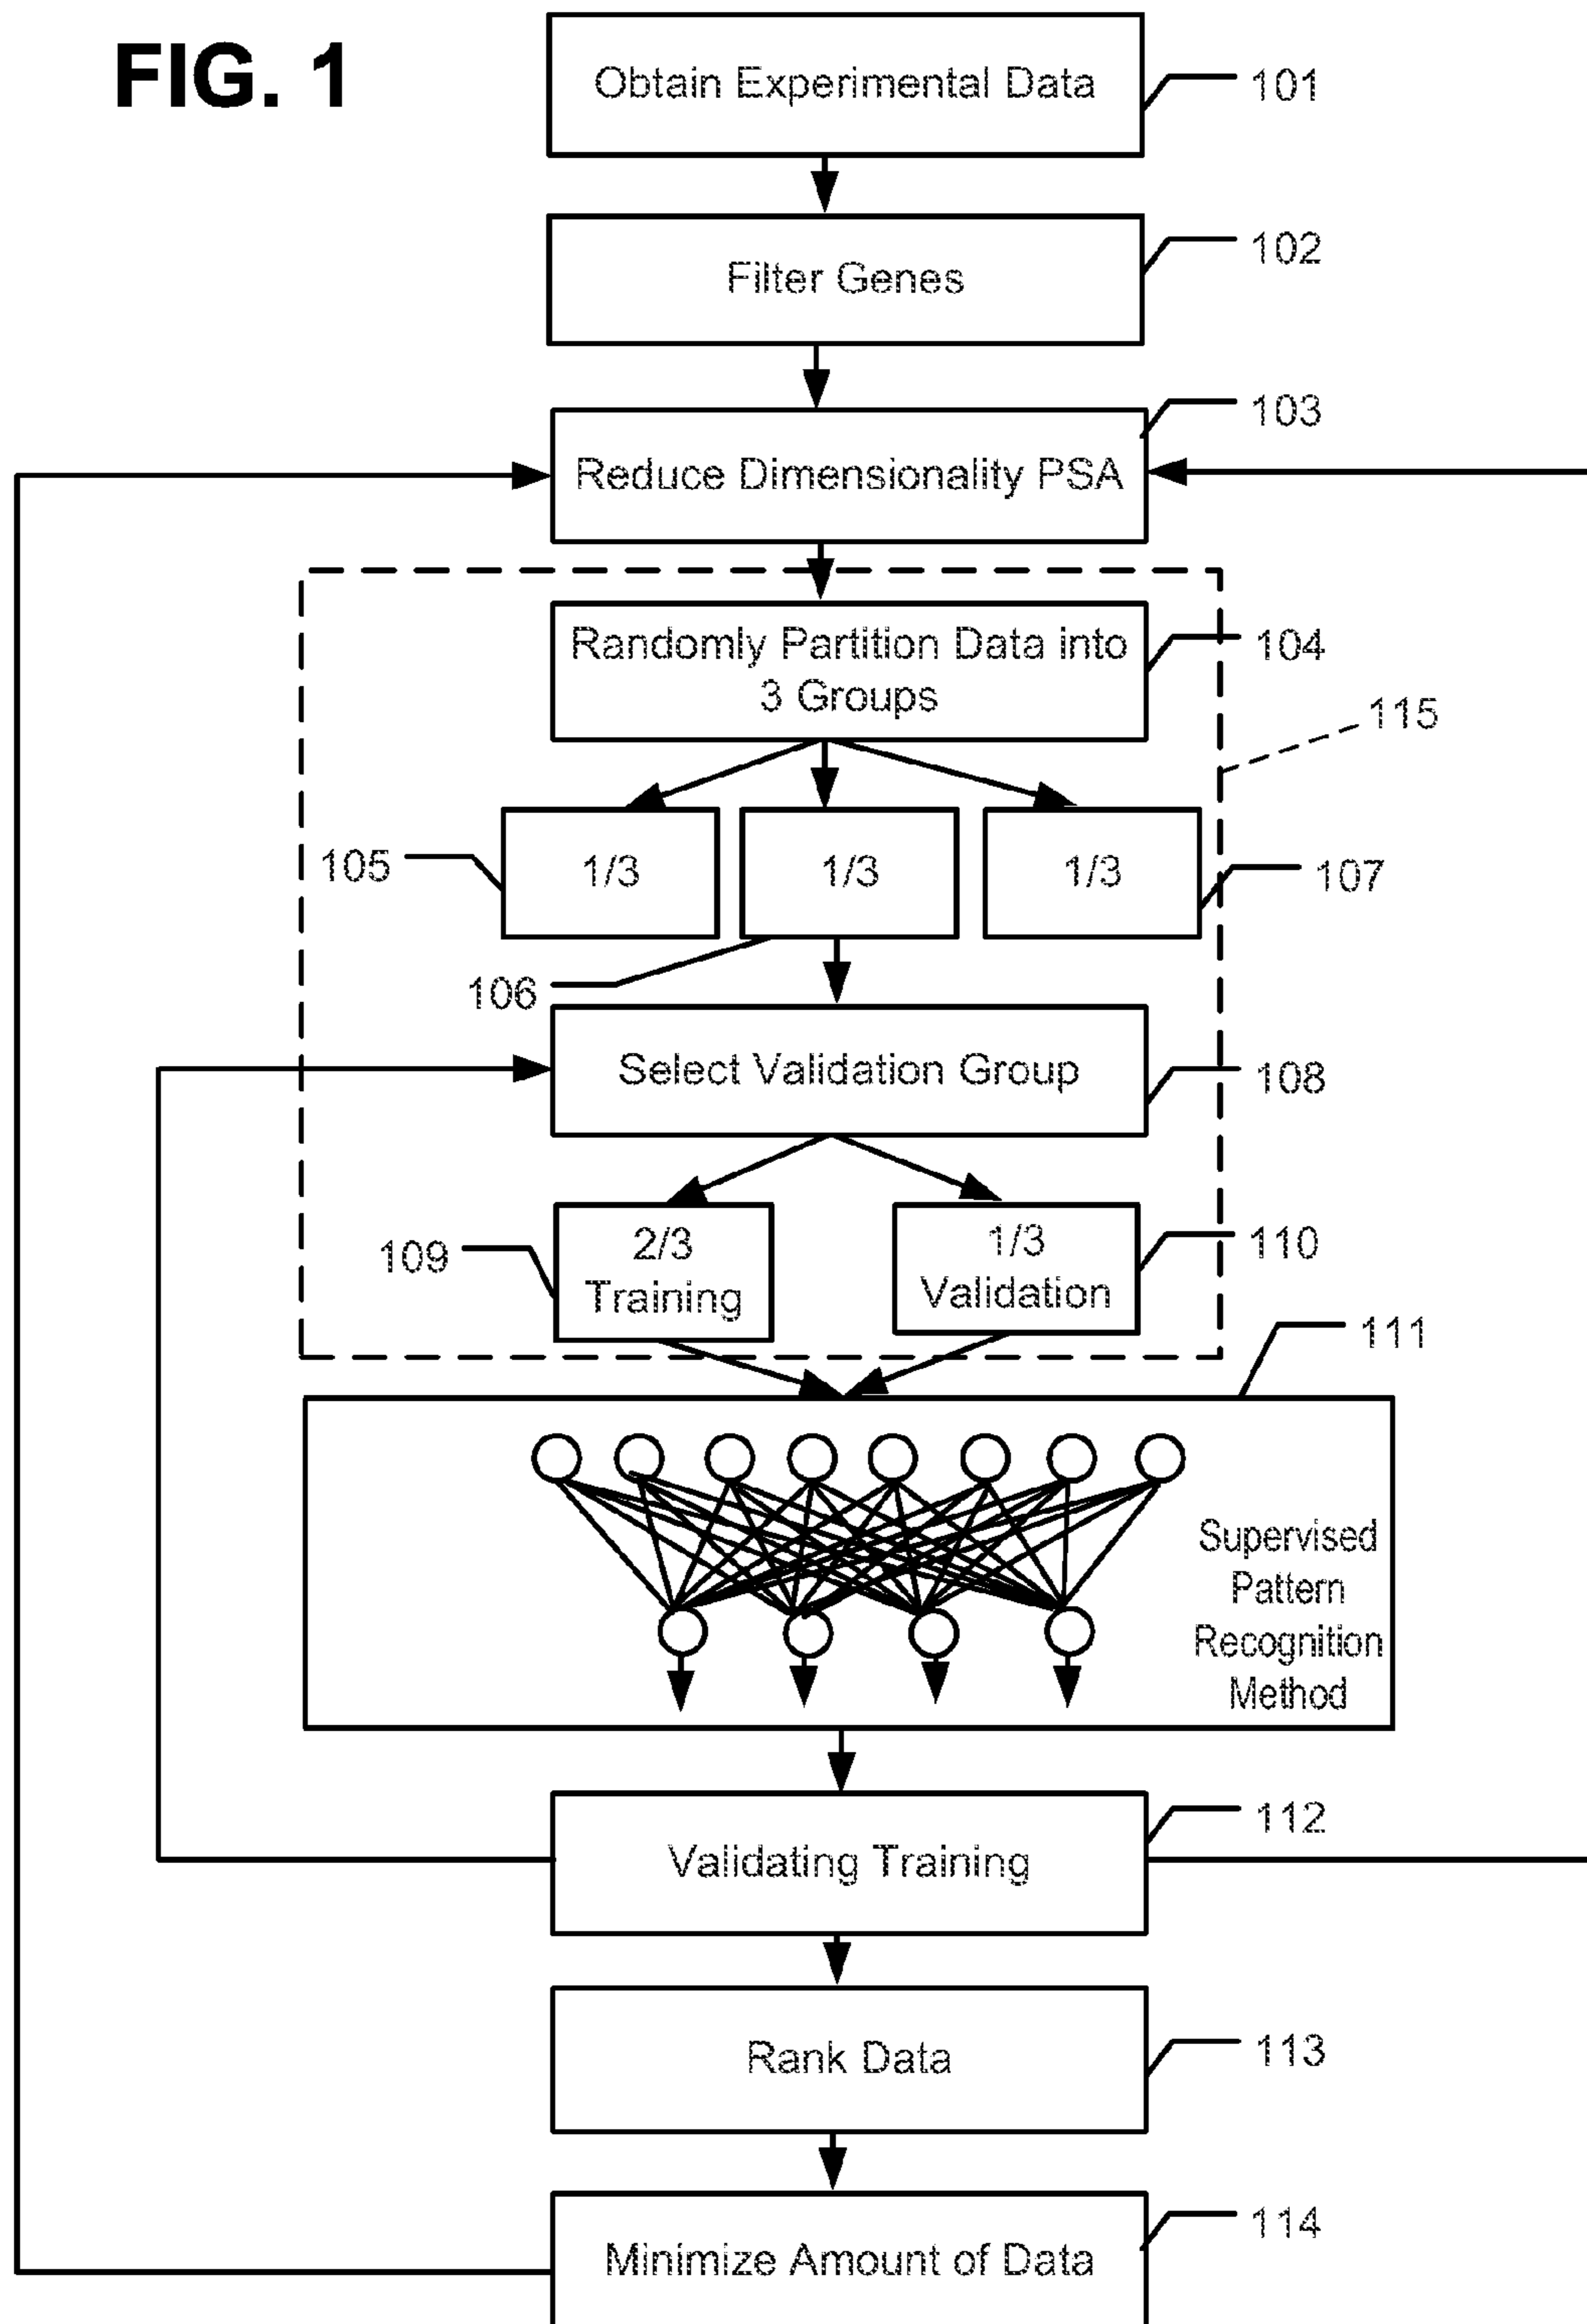 FIG. 1
Obtain Experimental Data
101
Filter Genes
102
Reduce Dimensionality PSA
103
Randomly Partition Data into
3 Groups
104
115
105
1/3
1/3
1/3
107
106
Select Validation Group
108
109
2/3
Training
1/3
Validation
110
111
Supervised
Pattern
Recognition
Method
Validating Training
112
Rank Data
113
Minimize Amount of Data
114